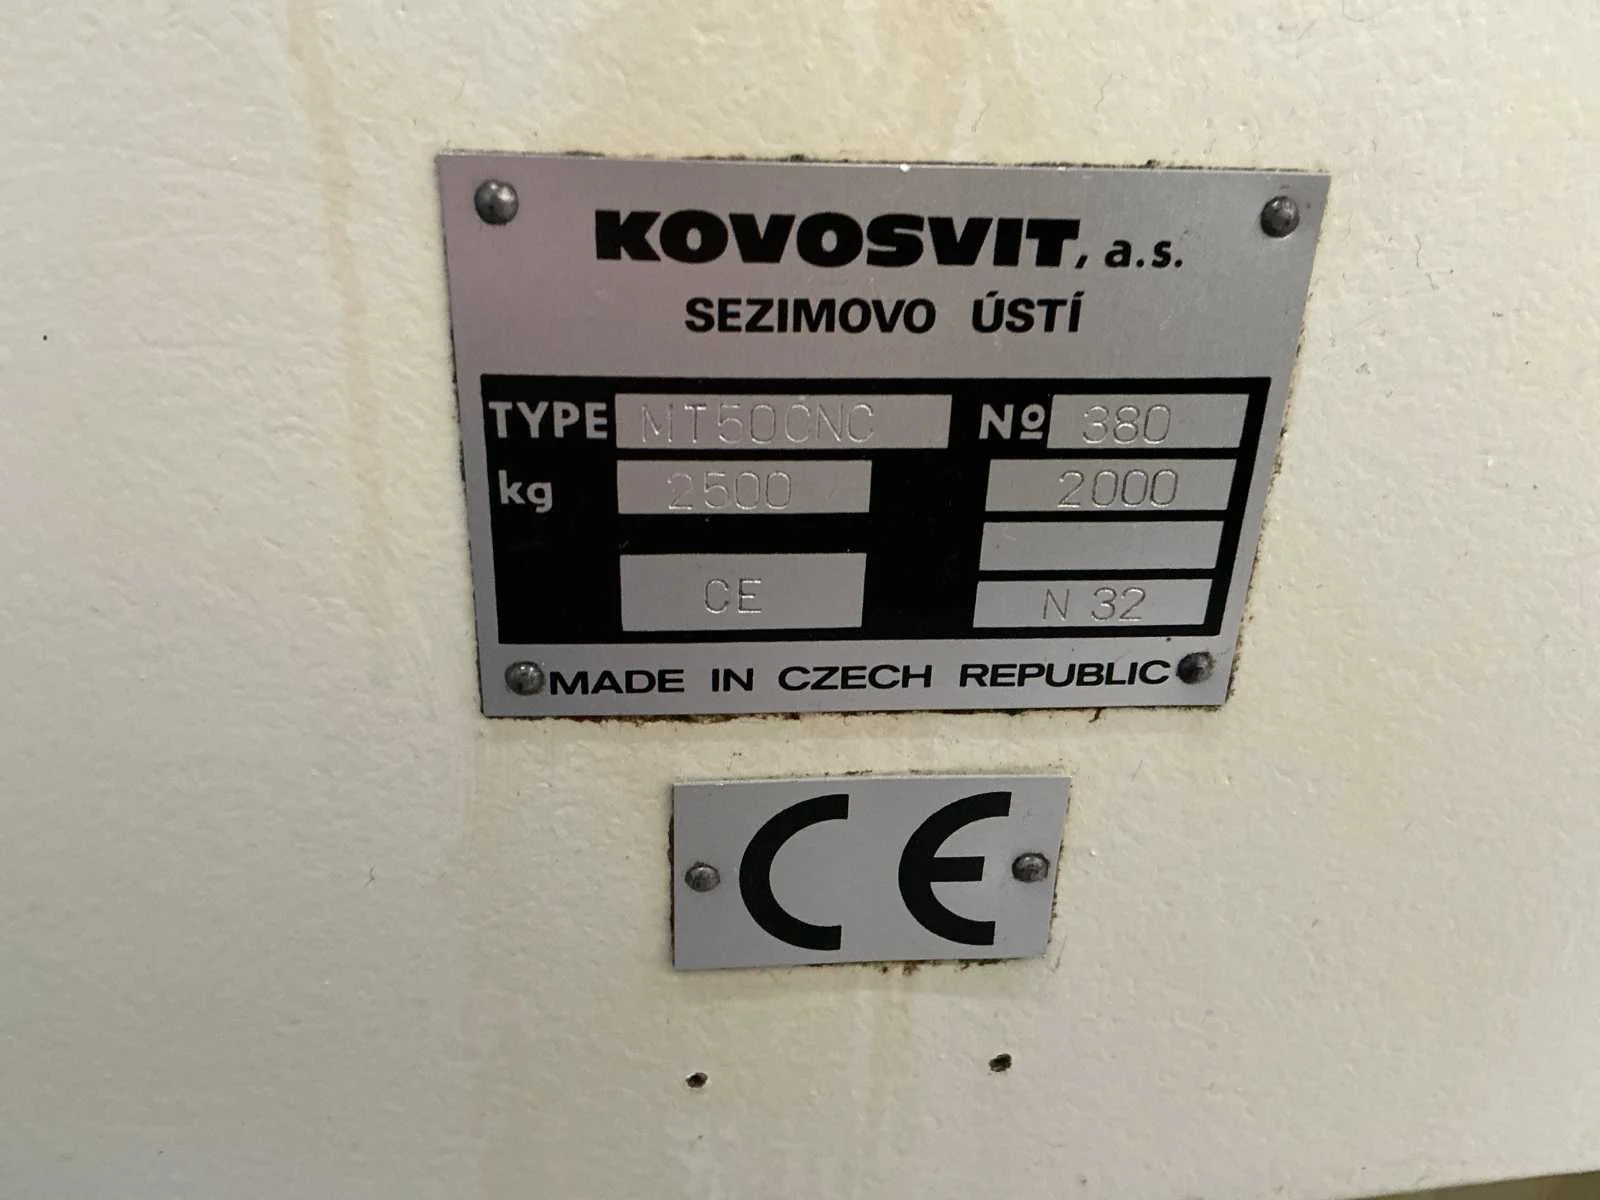 KOVOSVIT, a.s.
SEZIMOVO ÚSTÍ
TYPE MT50CNC Nº 380
kg 2500 2000
CE N 32
MADE IN CZECH REPUBLIC
CE